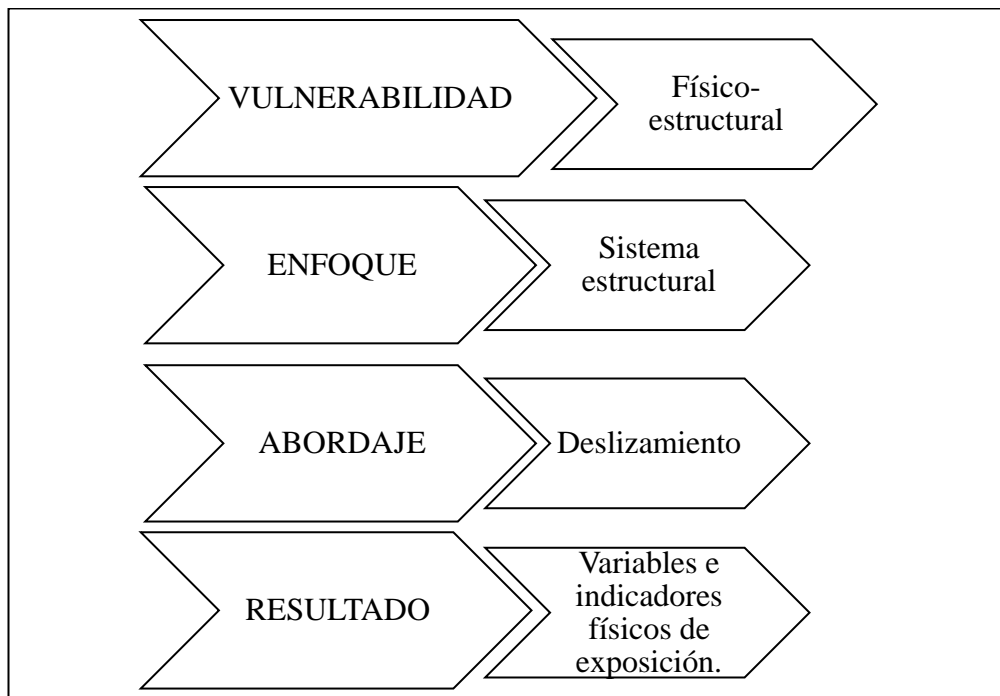 VULNERABILIDAD
Físico-
estructural
ENFOQUE
Sistema
estructural
ABORDAJE
Deslizamiento
RESULTADO
Variables e
indicadores
físicos de
exposición.